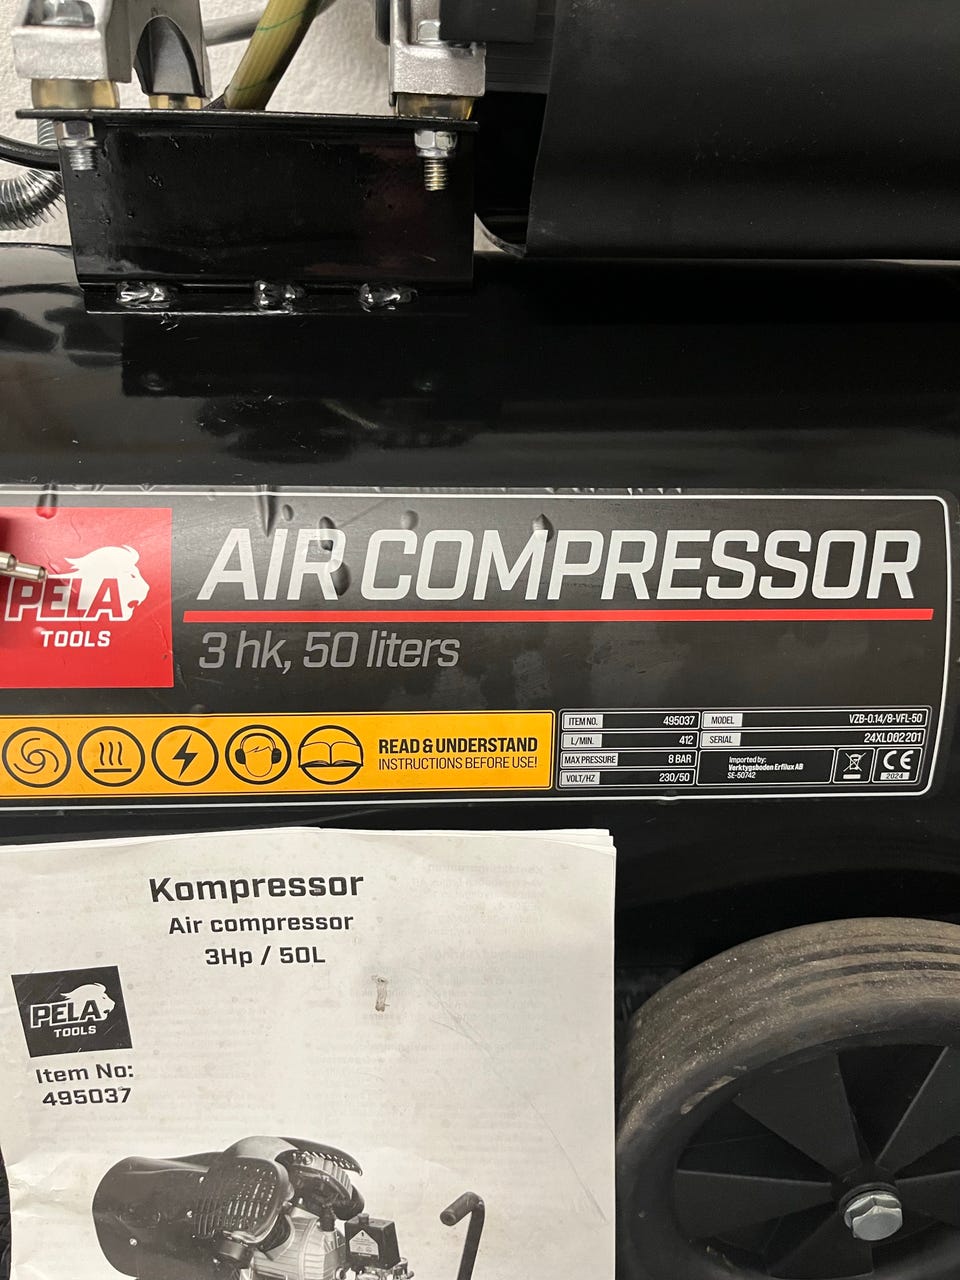 AIR COMPRESSOR
PELA
TOOLS
3 hk, 50 liters
READ & UNDERSTAND
INSTRUCTIONS BEFORE USE!
ITEM NO. 495037
L/MIN. 412
MAX PRESSURE 8 BAR
VOLT/HZ 230/50
MODEL VZB-0.14/8-VFL-50
SERIAL 24XL002201
Imported by:
Verktygsboden Erfilux AB
SE-50742
CE
2024
Kompressor
Air compressor
3Hp / 50L
PELA
TOOLS
Item No:
495037